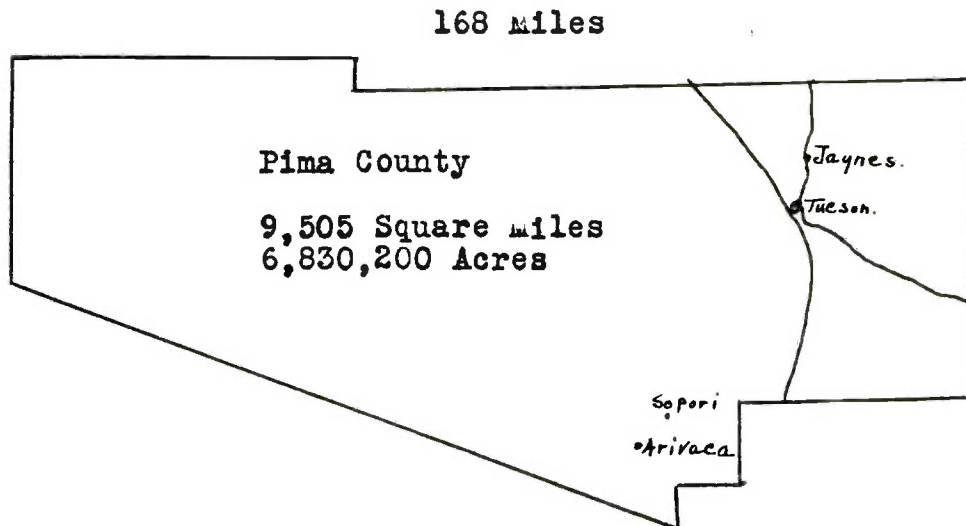 168 Miles
Pima County
9,505 Square Miles
6,830,200 Acres
Jaynes.
Tucson.
Sopori
Arivaca